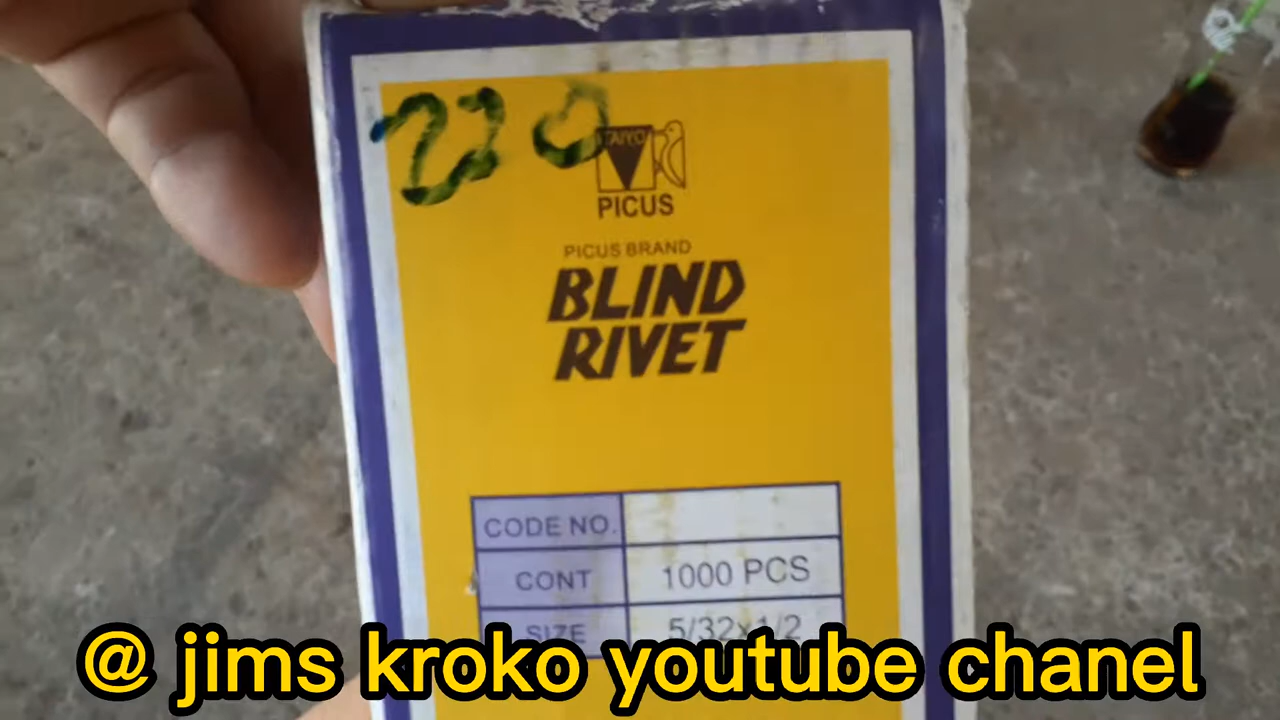 220
TAIYO
PICUS
PICUS BRAND
BLIND
RIVET
CODE NO.
CONT 1000 PCS
SIZE 5/32x1/2
@ jims kroko youtube chanel